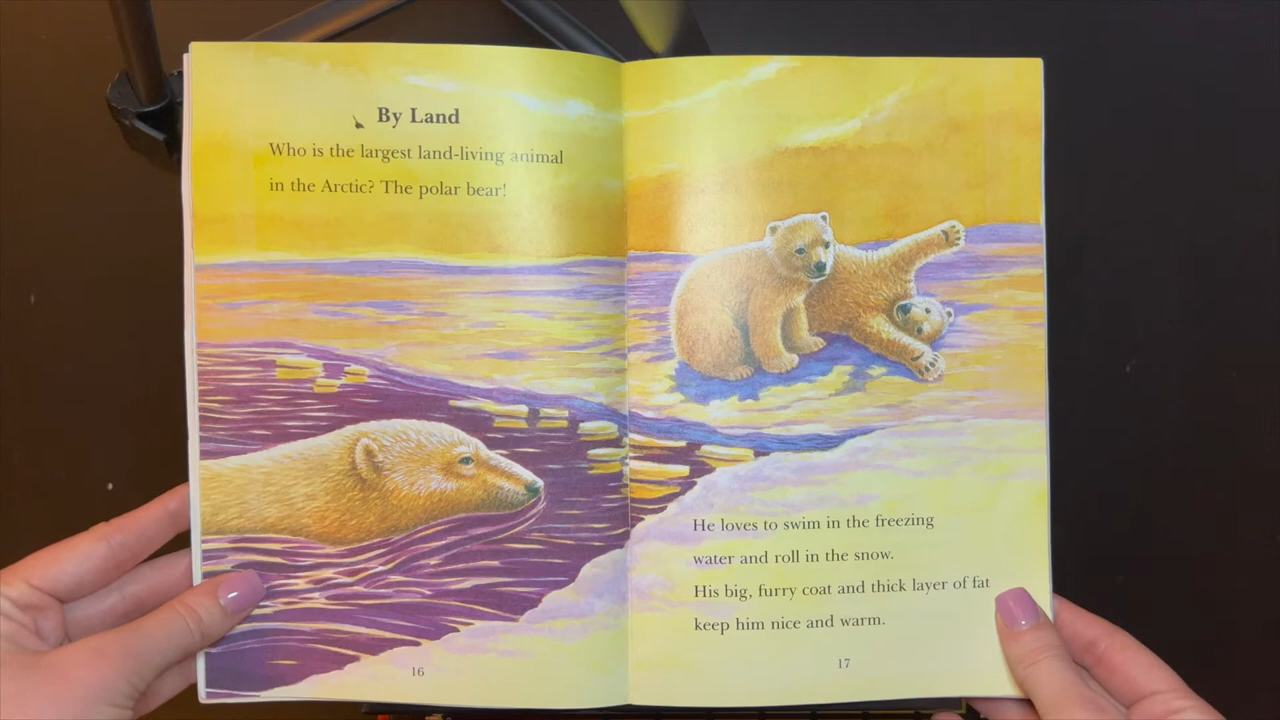 By Land
Who is the largest land-living animal
in the Arctic? The polar bear!
16
He loves to swim in the freezing
water and roll in the snow.
His big, furry coat and thick layer of fat
keep him nice and warm.
17